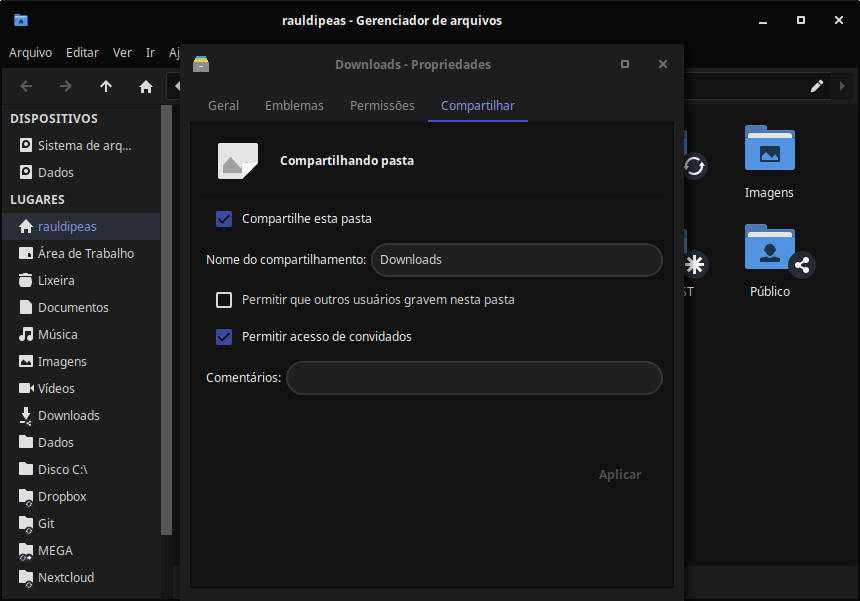 rauldipeas - Gerenciador de arquivos
Arquivo Editar Ver Ir Aj
Downloads - Propriedades
Geral Emblemas Permissões Compartilhar
DISPOSITIVOS
Sistema de arq...
Dados
LUGARES
rauldipeas
Área de Trabalho
Lixeira
Documentos
Música
Imagens
Vídeos
Downloads
Dados
Disco C:\
Dropbox
Git
MEGA
Nextcloud
Compartilhando pasta
Compartilhe esta pasta
Nome do compartilhamento: Downloads
Permitir que outros usuários gravem nesta pasta
Permitir acesso de convidados
Comentários:
Aplicar
Imagens
ST
Público